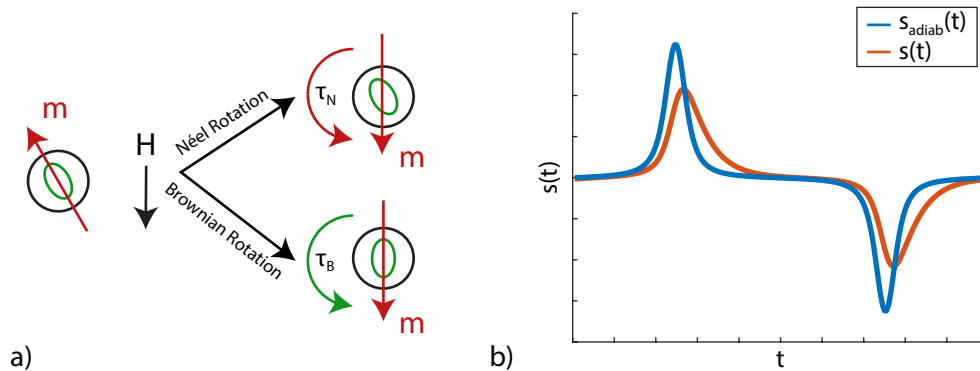 m
H
Néel Rotation
Brownian Rotation
τN
m
τB
m
a)
sadiab(t)
s(t)
s(t)
t
b)